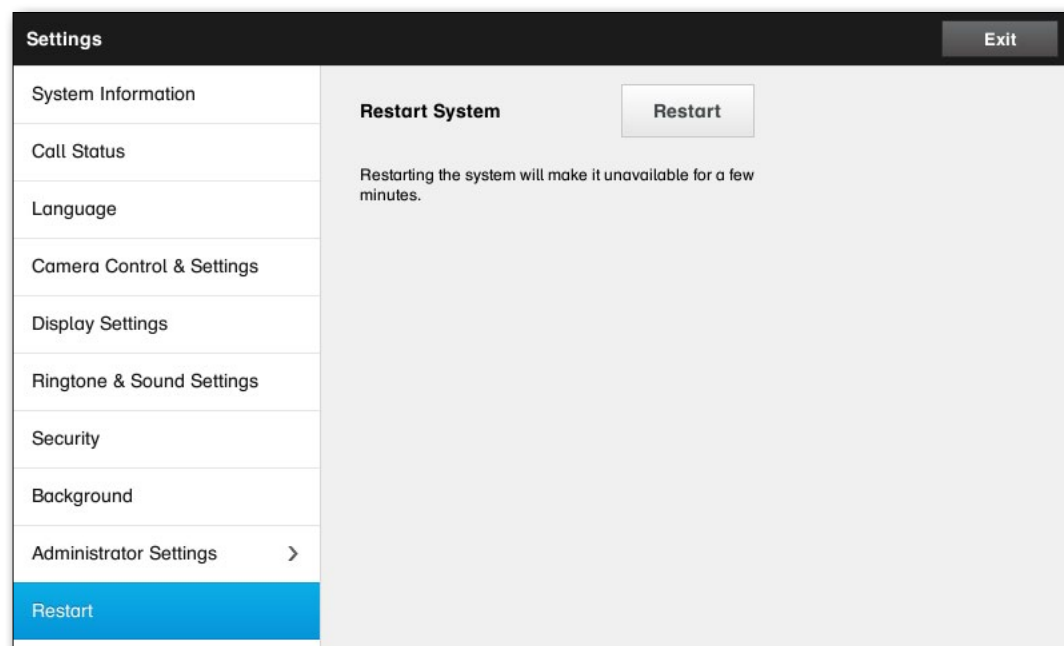 Settings
Exit
System Information
Call Status
Language
Camera Control & Settings
Display Settings
Ringtone & Sound Settings
Security
Background
Administrator Settings
Restart
Restart System
Restart
Restarting the system will make it unavailable for a few
minutes.